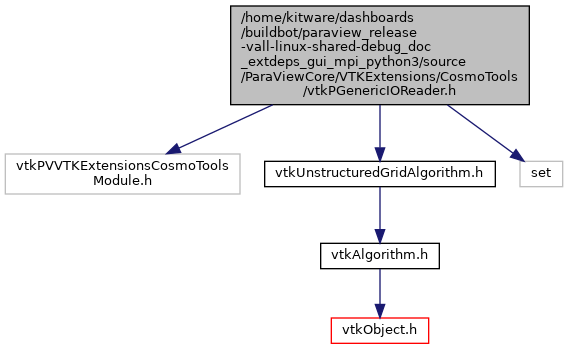 /home/kitware/dashboards
/buildbot/paraview_release
-vall-linux-shared-debug_doc
_extdeps_gui_mpi_python3/source
/ParaViewCore/VTKExtensions/CosmoTools
/vtkPGenericIOReader.h
vtkPVVTKExtensionsCosmoTools
Module.h
vtkUnstructuredGridAlgorithm.h
set
vtkAlgorithm.h
vtkObject.h